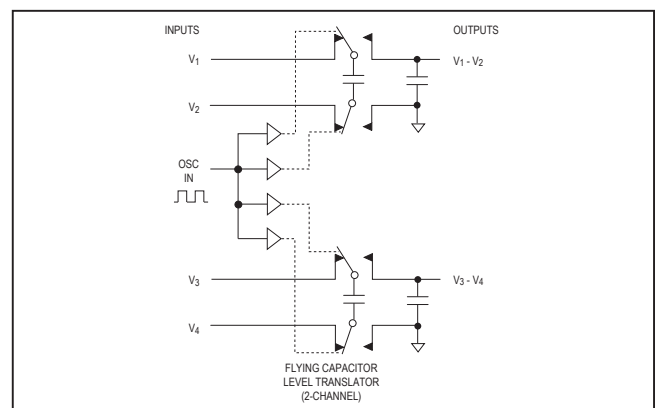 INPUTS
OUTPUTS
V1
V1 - V2
V2
OSC
IN
V3
V3 - V4
V4
FLYING CAPACITOR
LEVEL TRANSLATOR
(2-CHANNEL)